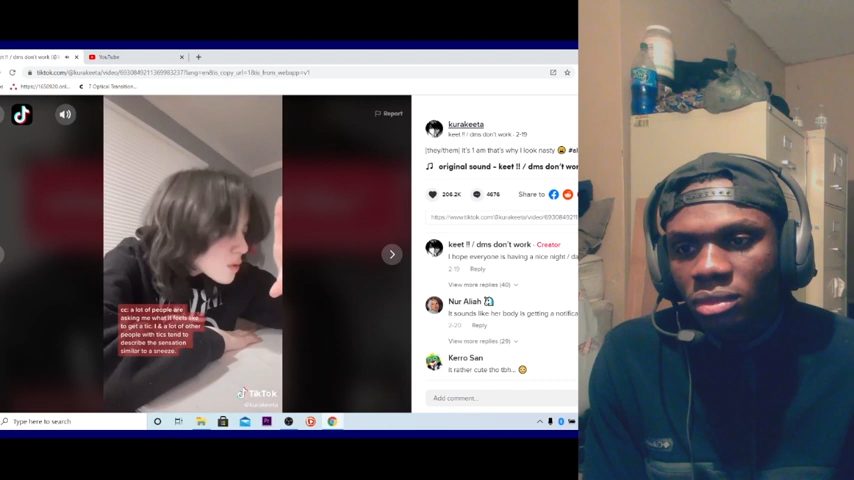 YouTube
tiktok.com/@kurakeeta/video/6930849211369983237?lang=en&is_copy_url=1&is_from_webapp=v1
Report
kurakeeta
keet !! / dms don't work · 2-19
[they/them] it's 1 am that's why I look nasty
original sound - keet !! / dms don't wor
206.2K
4676
Share to
cc: a lot of people are
asking me what it feels like
to get a tic. I & a lot of other
people with tics tend to
describe the sensation
similar to a sneeze.
TikTok
@kurakeeta
keet !! / dms don't work · Creator
I hope everyone is having a nice night / da
2-19 Reply
View more replies (40)
Nur Aliah
It sounds like her body is getting a notifica
2-20 Reply
View more replies (28)
Kerro San
It rather cute tho tbh...
Add comment...
Type here to search